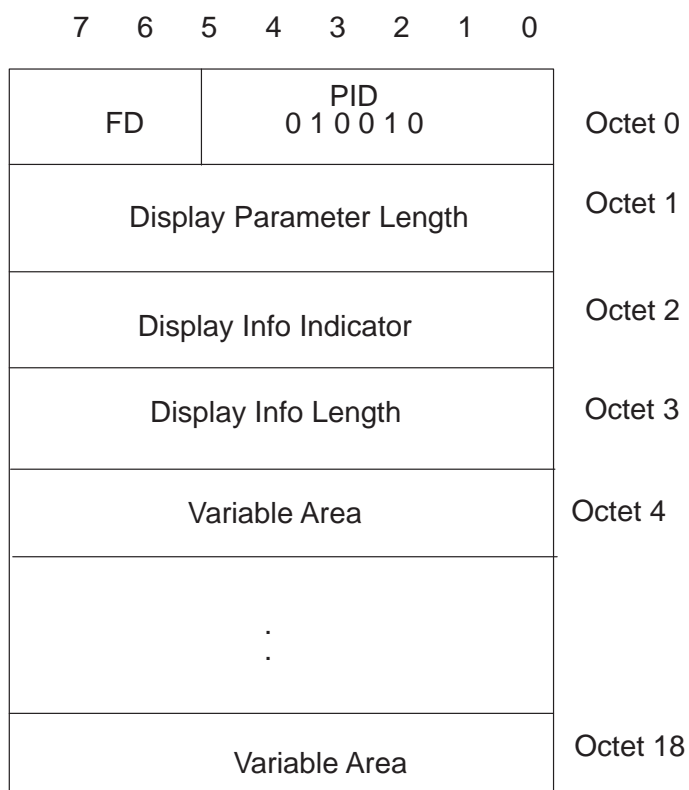 7 6 5 4 3 2 1 0
PID
FD 0 1 0 0 1 0 Octet 0
Display Parameter Length Octet 1
Display Info Indicator Octet 2
Display Info Length Octet 3
Variable Area Octet 4
.
.
Variable Area Octet 18